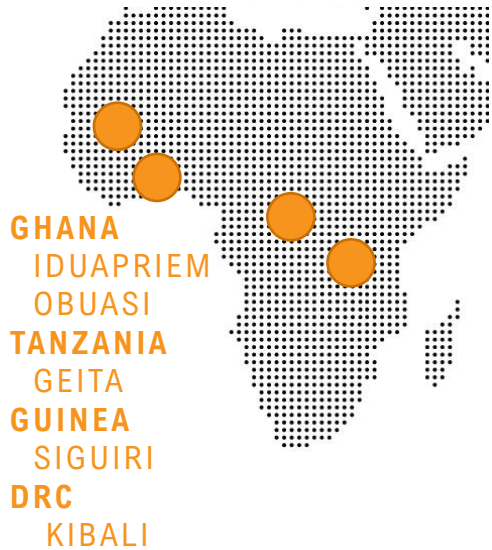 GHANA
IDUAPRIEM
OBUASI
TANZANIA
GEITA
GUINEA
SIGUIRI
DRC
KIBALI